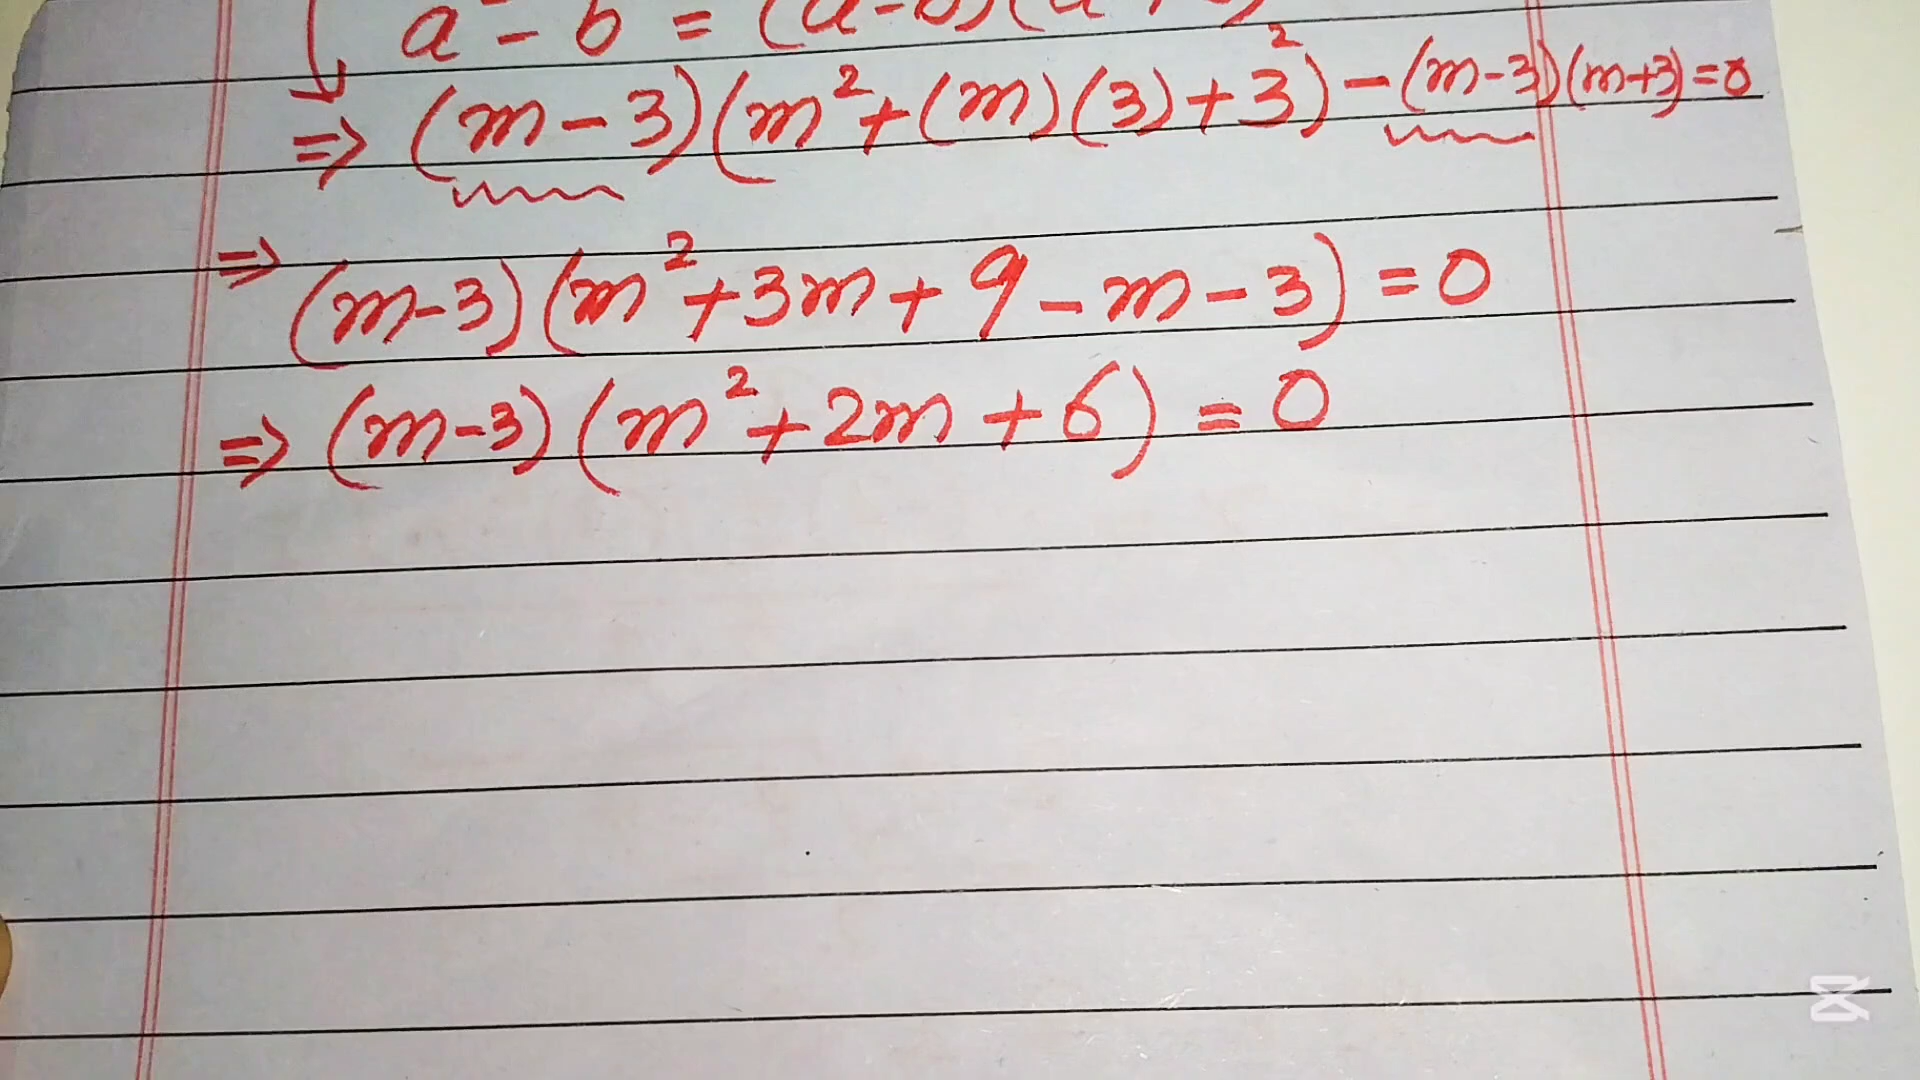 a - b = (a-b)(a
=> (m-3)(m²+(m)(3)+3²)-(m-3)(m+3)=0
=> (m-3)(m²+3m+9-m-3)=0
=> (m-3)(m²+2m+6)=0